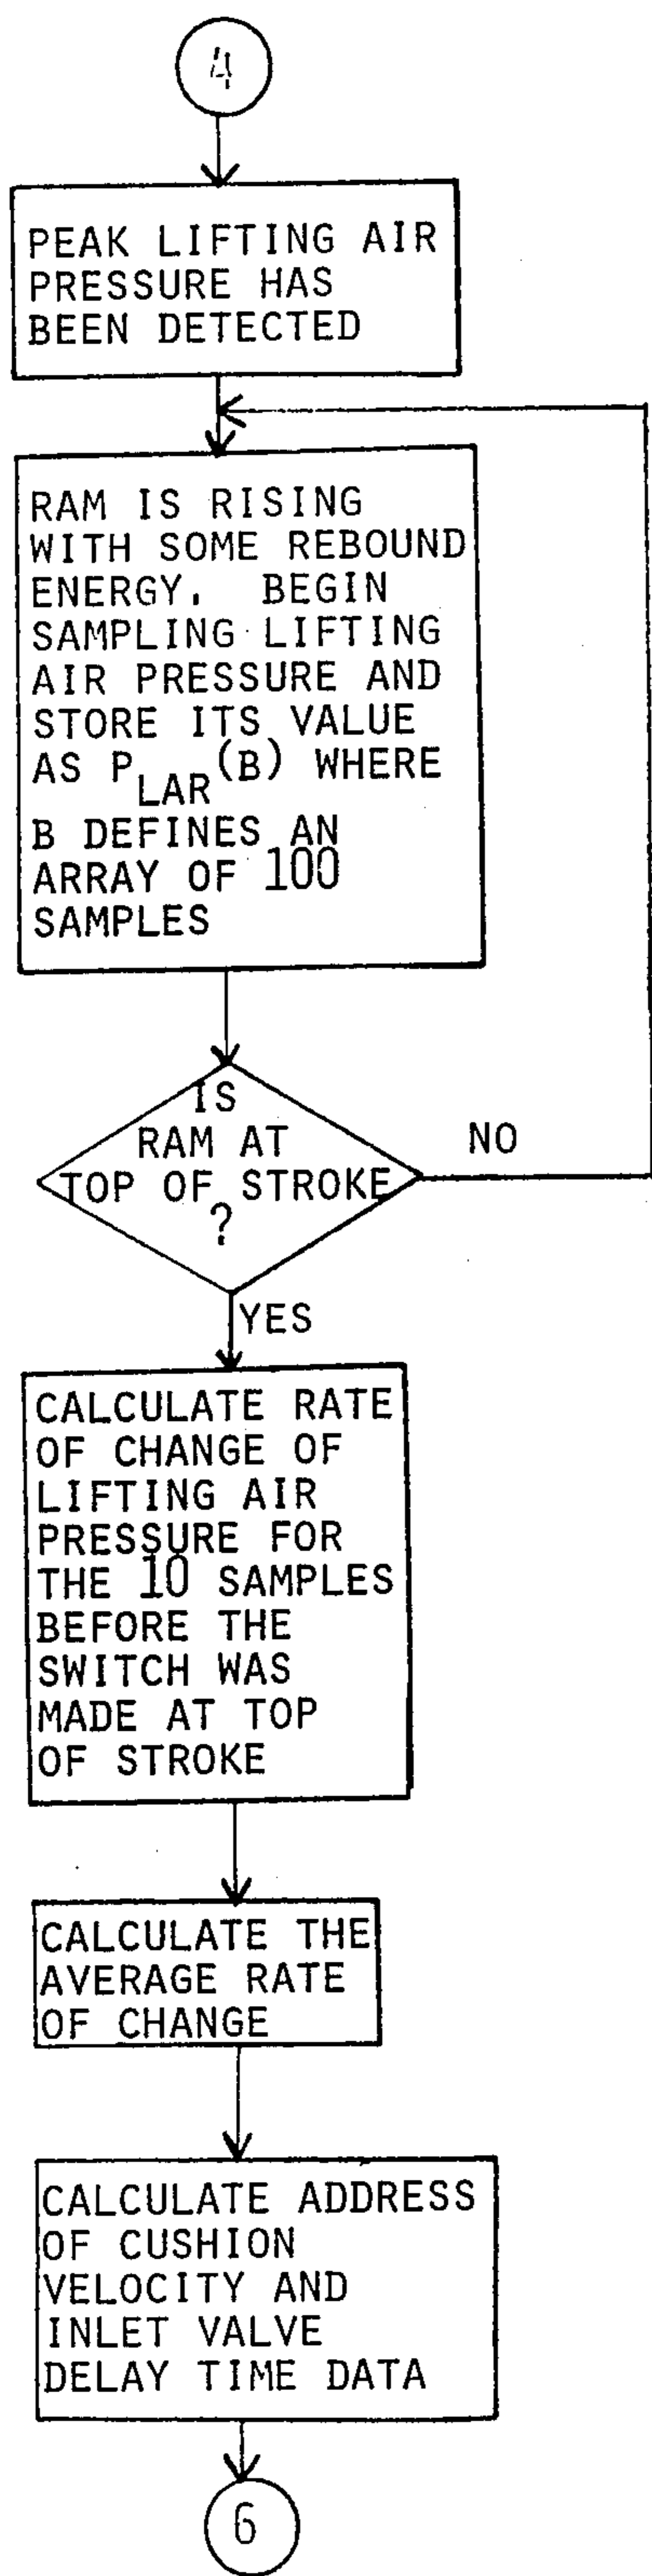 4
PEAK LIFTING AIR
PRESSURE HAS
BEEN DETECTED
RAM IS RISING
WITH SOME REBOUND
ENERGY. BEGIN
SAMPLING LIFTING
AIR PRESSURE AND
STORE ITS VALUE
AS P_LAR(B) WHERE
B DEFINES AN
ARRAY OF 100
SAMPLES
IS
RAM AT
TOP OF STROKE
?
NO
YES
CALCULATE RATE
OF CHANGE OF
LIFTING AIR
PRESSURE FOR
THE 10 SAMPLES
BEFORE THE
SWITCH WAS
MADE AT TOP
OF STROKE
CALCULATE THE
AVERAGE RATE
OF CHANGE
CALCULATE ADDRESS
OF CUSHION
VELOCITY AND
INLET VALVE
DELAY TIME DATA
6